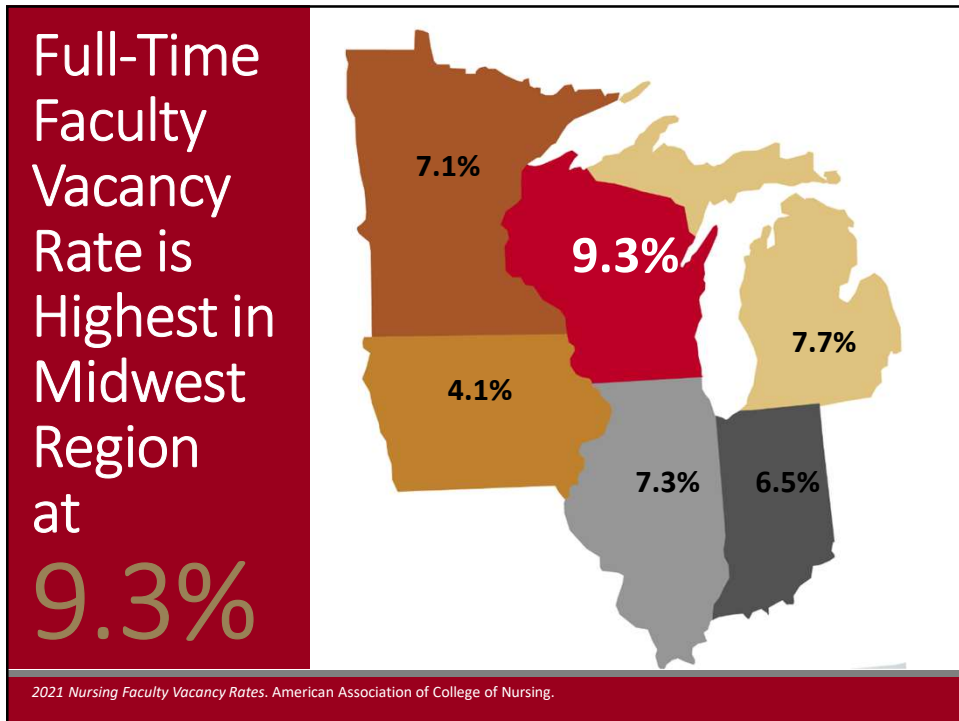 Full-Time
Faculty
Vacancy
Rate is
Highest in
Midwest
Region
at
9.3%
7.1%
9.3%
7.7%
4.1%
7.3%
6.5%
2021 Nursing Faculty Vacancy Rates. American Association of College of Nursing.